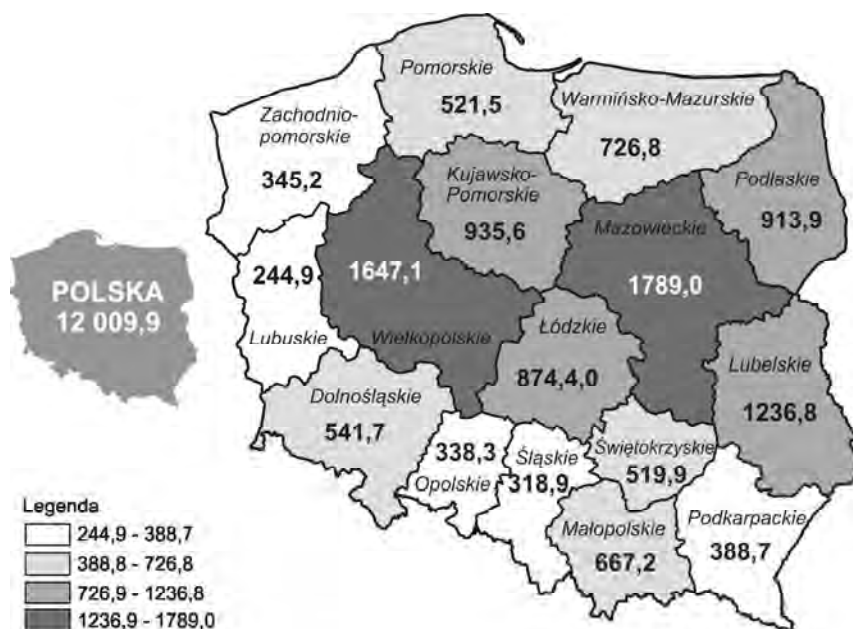 Pomorskie
521,5
Warmińsko-Mazurskie
726,8
Zachodnio-
pomorskie
345,2
Kujawsko-
Pomorskie
935,6
Podlaskie
913,9
Mazowieckie
1789,0
244,9
Lubuskie
1647,1
Wielkopolskie
POLSKA
12 009,9
Łódzkie
874,4,0
Lubelskie
1236,8
Dolnośląskie
541,7
338,3
Opolskie
Śląskie
318,9
Świętokrzyskie
519,9
Małopolskie
667,2
Podkarpackie
388,7
Legenda
244,9 - 388,7
388,8 - 726,8
726,9 - 1236,8
1236,9 - 1789,0